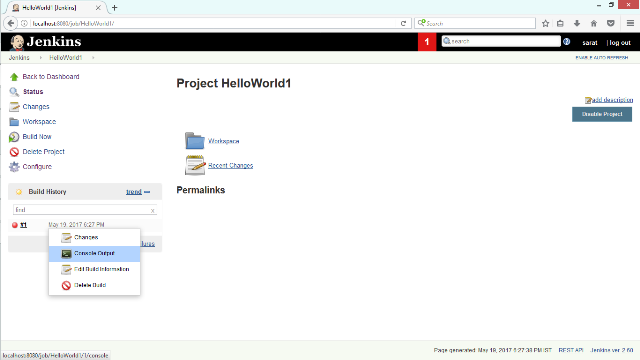 HelloWorld1 [Jenkins]
localhost:8080/job/HelloWorld1/
Search
Jenkins
1
search
sarat
log out
Jenkins
HelloWorld1
ENABLE AUTO REFRESH
Back to Dashboard
Status
Changes
Workspace
Build Now
Delete Project
Configure
Project HelloWorld1
add description
Disable Project
Workspace
Recent Changes
Permalinks
Build History
trend
find
x
#1
May 19, 2017 6:27 PM
Changes
Console Output
Edit Build Information
Delete Build
localhost:8080/job/HelloWorld1/1/console
Page generated: May 19, 2017 6:27:38 PM IST
REST API
Jenkins ver. 2.60